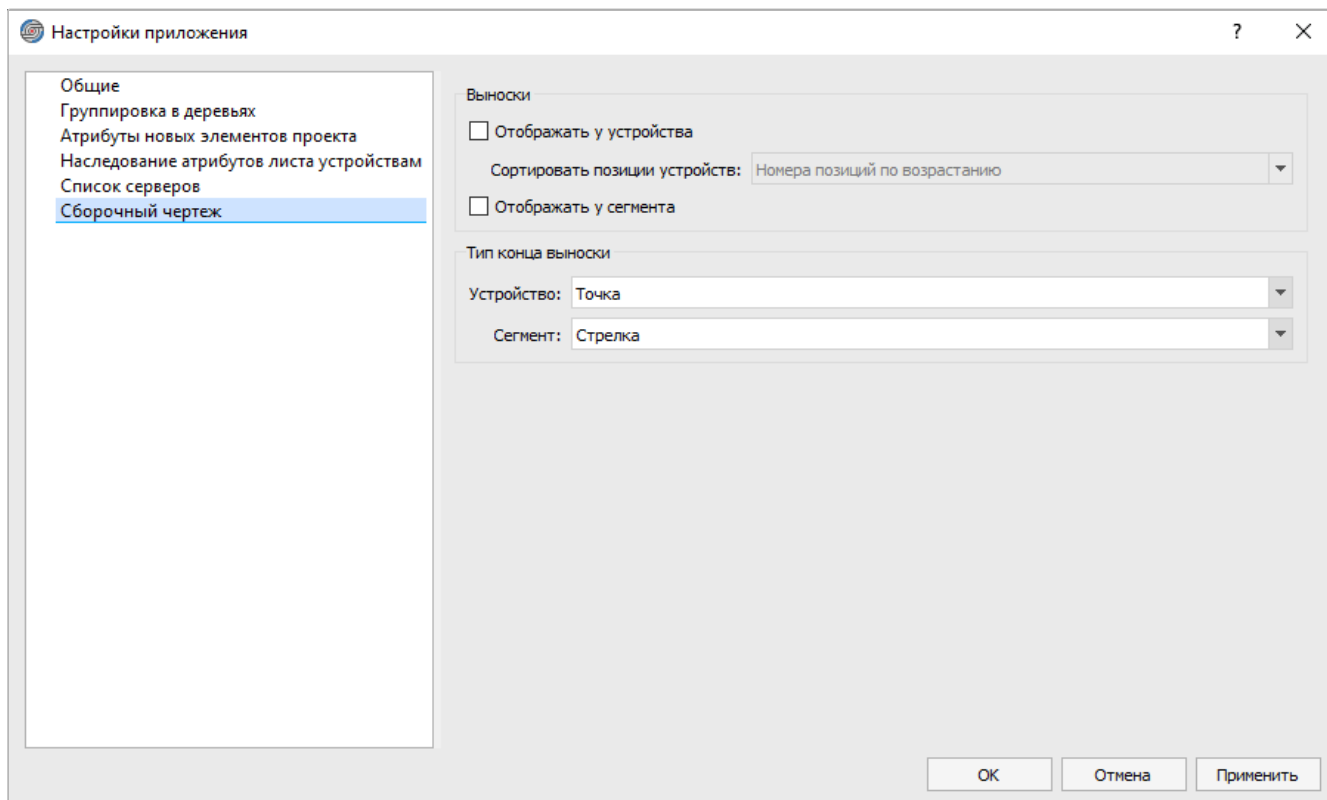 Настройки приложения
?
Общие
Группировка в деревьях
Атрибуты новых элементов проекта
Наследование атрибутов листа устройствам
Список серверов
Сборочный чертеж
Выноски
Отображать у устройства
Сортировать позиции устройств: Номера позиций по возрастанию
Отображать у сегмента
Тип конца выноски
Устройство: Точка
Сегмент: Стрелка
ОК Отмена Применить